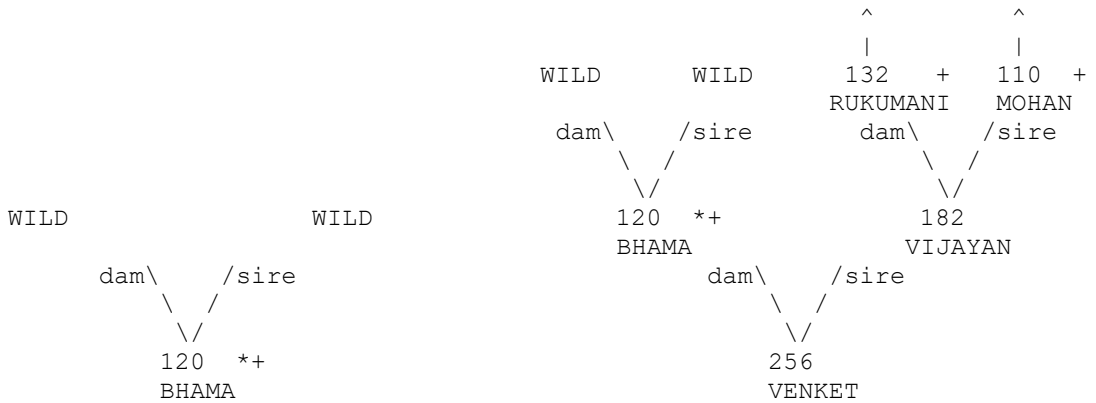 ^ ^
| |
WILD WILD 132 + 110 +
RUKUMANI MOHAN
dam\ /sire dam\ /sire
\ / \ /
\/ \/
WILD WILD 120 *+ 182
BHAMA VIJAYAN
dam\ /sire dam\ /sire
\ / \ /
\/ \/
120 *+ 256
BHAMA VENKET